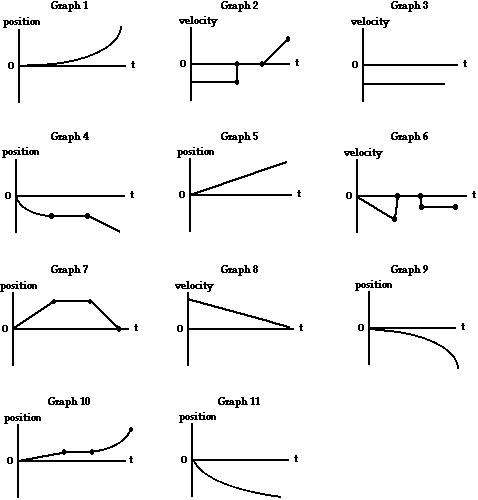 Graph 1
position
0
t
Graph 2
velocity
0
t
Graph 3
velocity
0
t
Graph 4
position
0
t
Graph 5
position
0
t
Graph 6
velocity
0
t
Graph 7
position
0
t
Graph 8
velocity
0
t
Graph 9
position
0
t
Graph 10
position
0
t
Graph 11
position
0
t